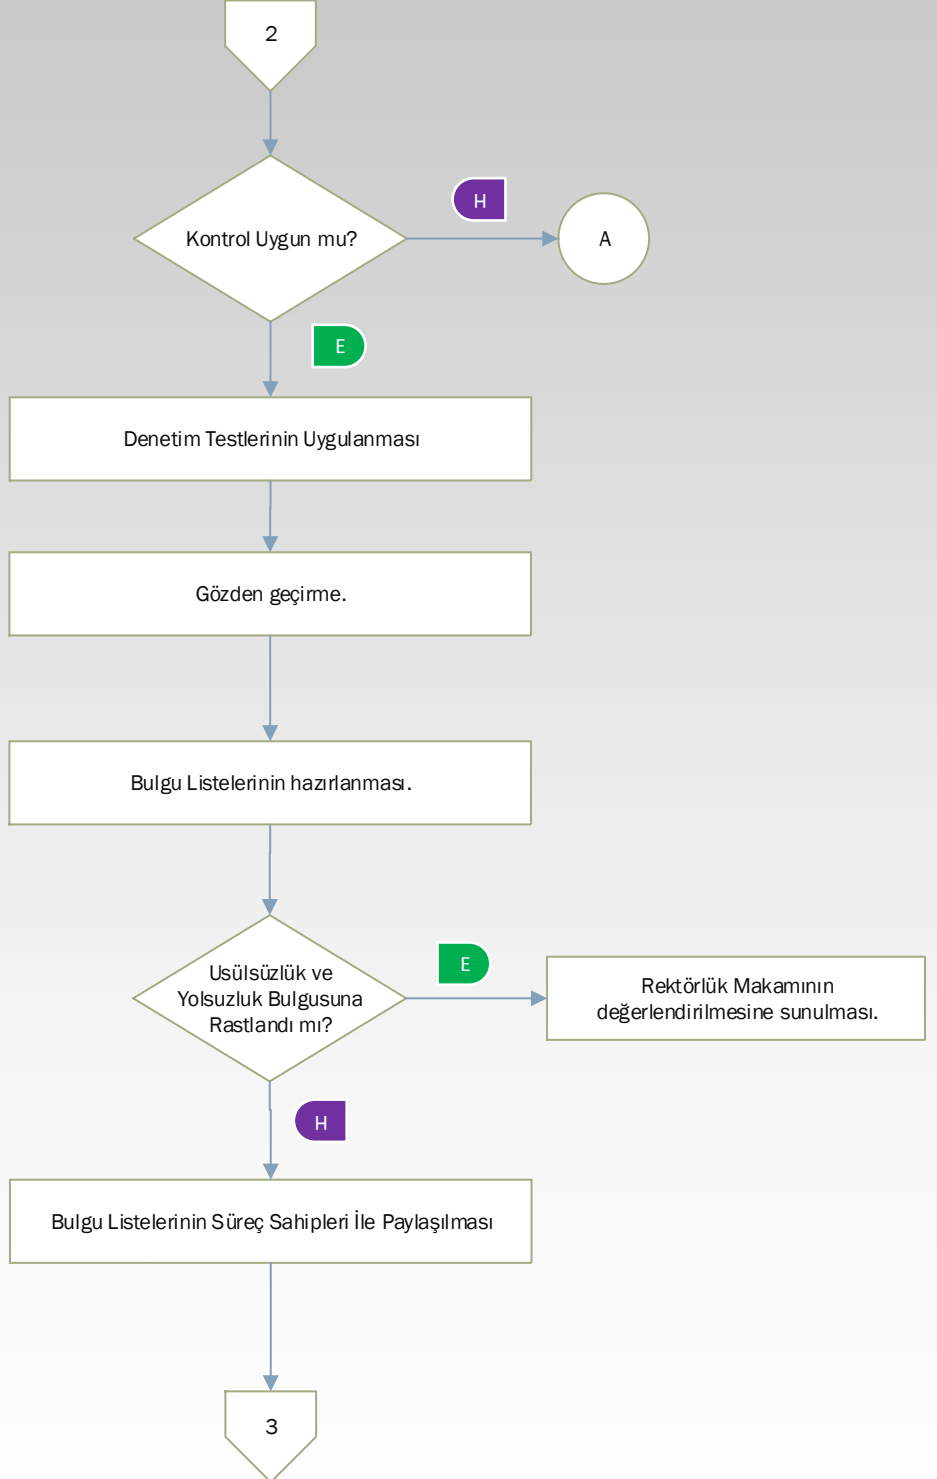 2
Kontrol Uygun mu?
H
A
E
Denetim Testlerinin Uygulanması
Gözden geçirme.
Bulgu Listelerinin hazırlanması.
Usülsüzlük ve
Yolsuzluk Bulgusuna
Rastlandı mı?
E
Rektörlük Makamının
değerlendirilmesine sunulması.
H
Bulgu Listelerinin Süreç Sahipleri İle Paylaşılması
3